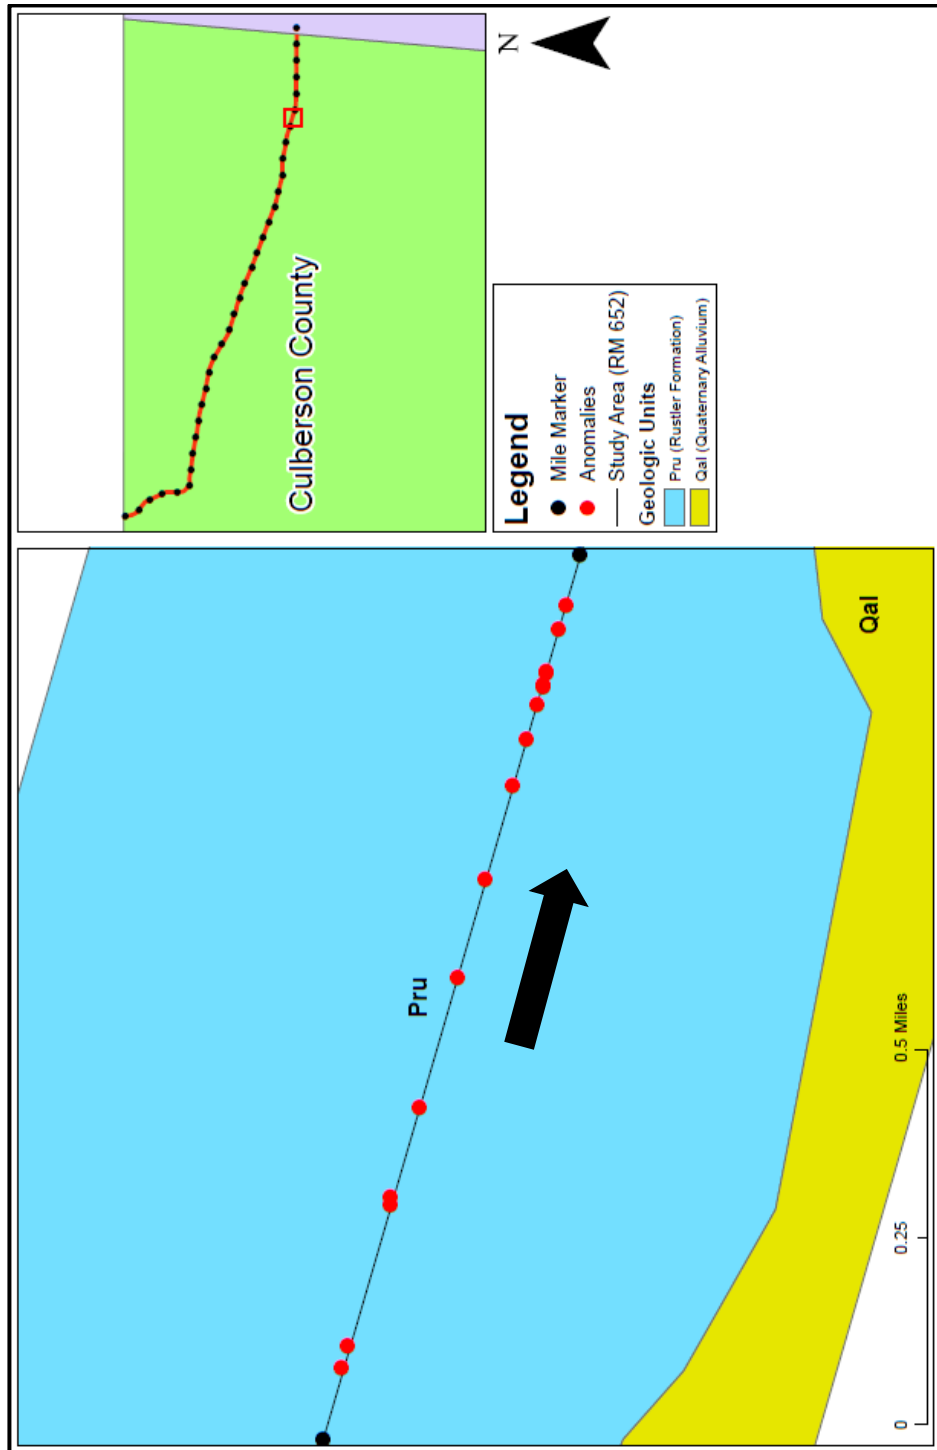 N
Culberson County
Legend
Mile Marker
Anomalies
Study Area (RM 652)
Geologic Units
Pru (Rustler Formation)
Qal (Quaternary Alluvium)
Pru
Qal
0 0.25 0.5 Miles